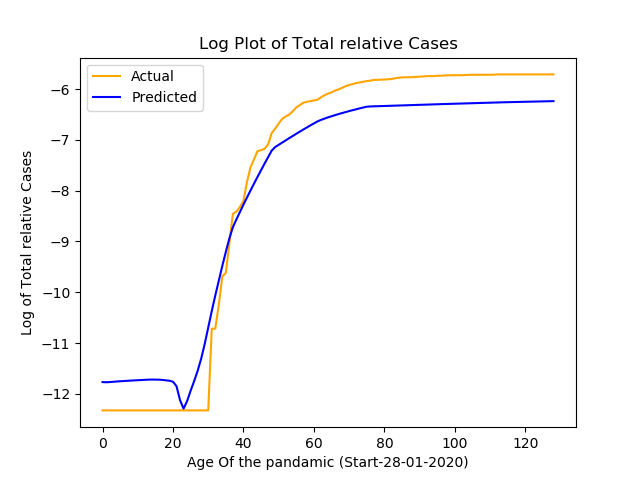 Log Plot of Total relative Cases
Actual
Predicted
Log of Total relative Cases
−6
−7
−8
−9
−10
−11
−12
0 20 40 60 80 100 120
Age Of the pandamic (Start-28-01-2020)